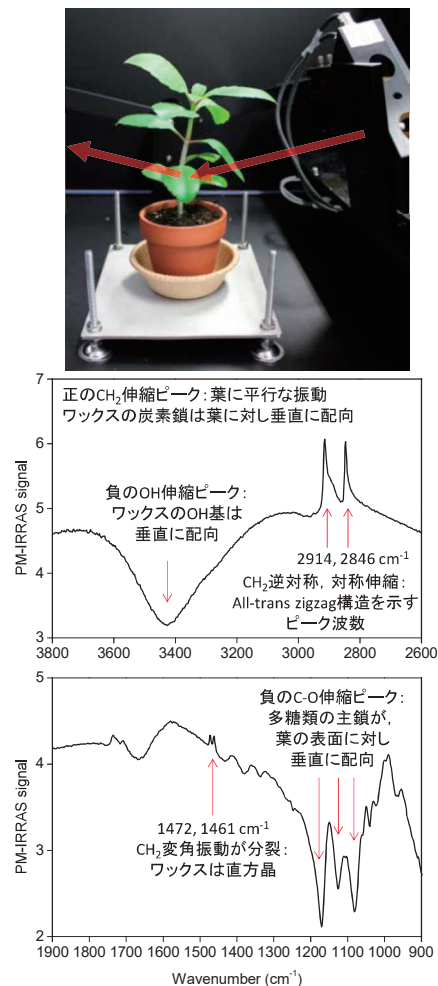 7
6
5
4
3
PM-IRRAS signal
正のCH₂伸縮ピーク：葉に平行な振動
ワックスの炭素鎖は葉に対し垂直に配向
負のOH伸縮ピーク：
ワックスのOH基は
垂直に配向
2914, 2846 cm⁻¹
CH₂逆対称，対称伸縮：
All-trans zigzag構造を示す
ピーク波数
3800 3600 3400 3200 3000 2800 2600
5
4
3
2
PM-IRRAS signal
負のC-O伸縮ピーク：
多糖類の主鎖が，
葉の表面に対し
垂直に配向
1472, 1461 cm⁻¹
CH₂変角振動が分裂：
ワックスは直方晶
1900 1800 1700 1600 1500 1400 1300 1200 1100 1000 900
Wavenumber (cm⁻¹)